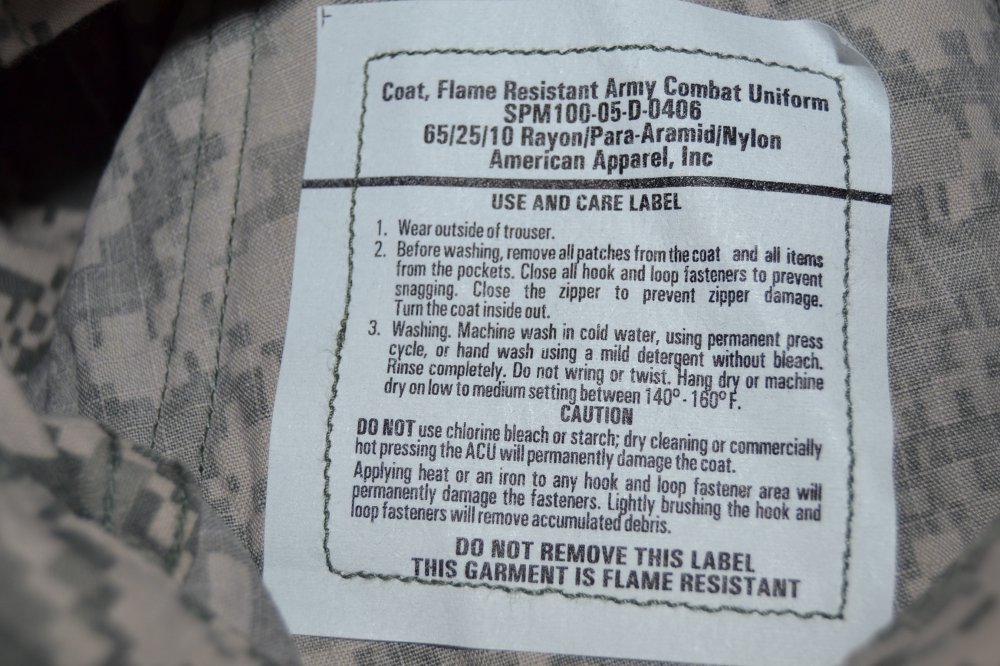 Coat, Flame Resistant Army Combat Uniform
SPM100-05-D-0406
65/25/10 Rayon/Para-Aramid/Nylon
American Apparel, Inc
USE AND CARE LABEL
1. Wear outside of trouser.
2. Before washing, remove all patches from the coat and all items
from the pockets. Close all hook and loop fasteners to prevent
snagging. Close the zipper to prevent zipper damage.
Turn the coat inside out.
3. Washing. Machine wash in cold water, using permanent press
cycle, or hand wash using a mild detergent without bleach.
Rinse completely. Do not wring or twist. Hang dry or machine
dry on low to medium setting between 140º-160ºF.
CAUTION
DO NOT use chlorine bleach or starch; dry cleaning or commercially
hot pressing the ACU will permanently damage the coat.
Applying heat or an iron to any hook and loop fastener area will
permanently damage the fasteners. Lightly brushing the hook and
loop fasteners will remove accumulated debris.
DO NOT REMOVE THIS LABEL
THIS GARMENT IS FLAME RESISTANT